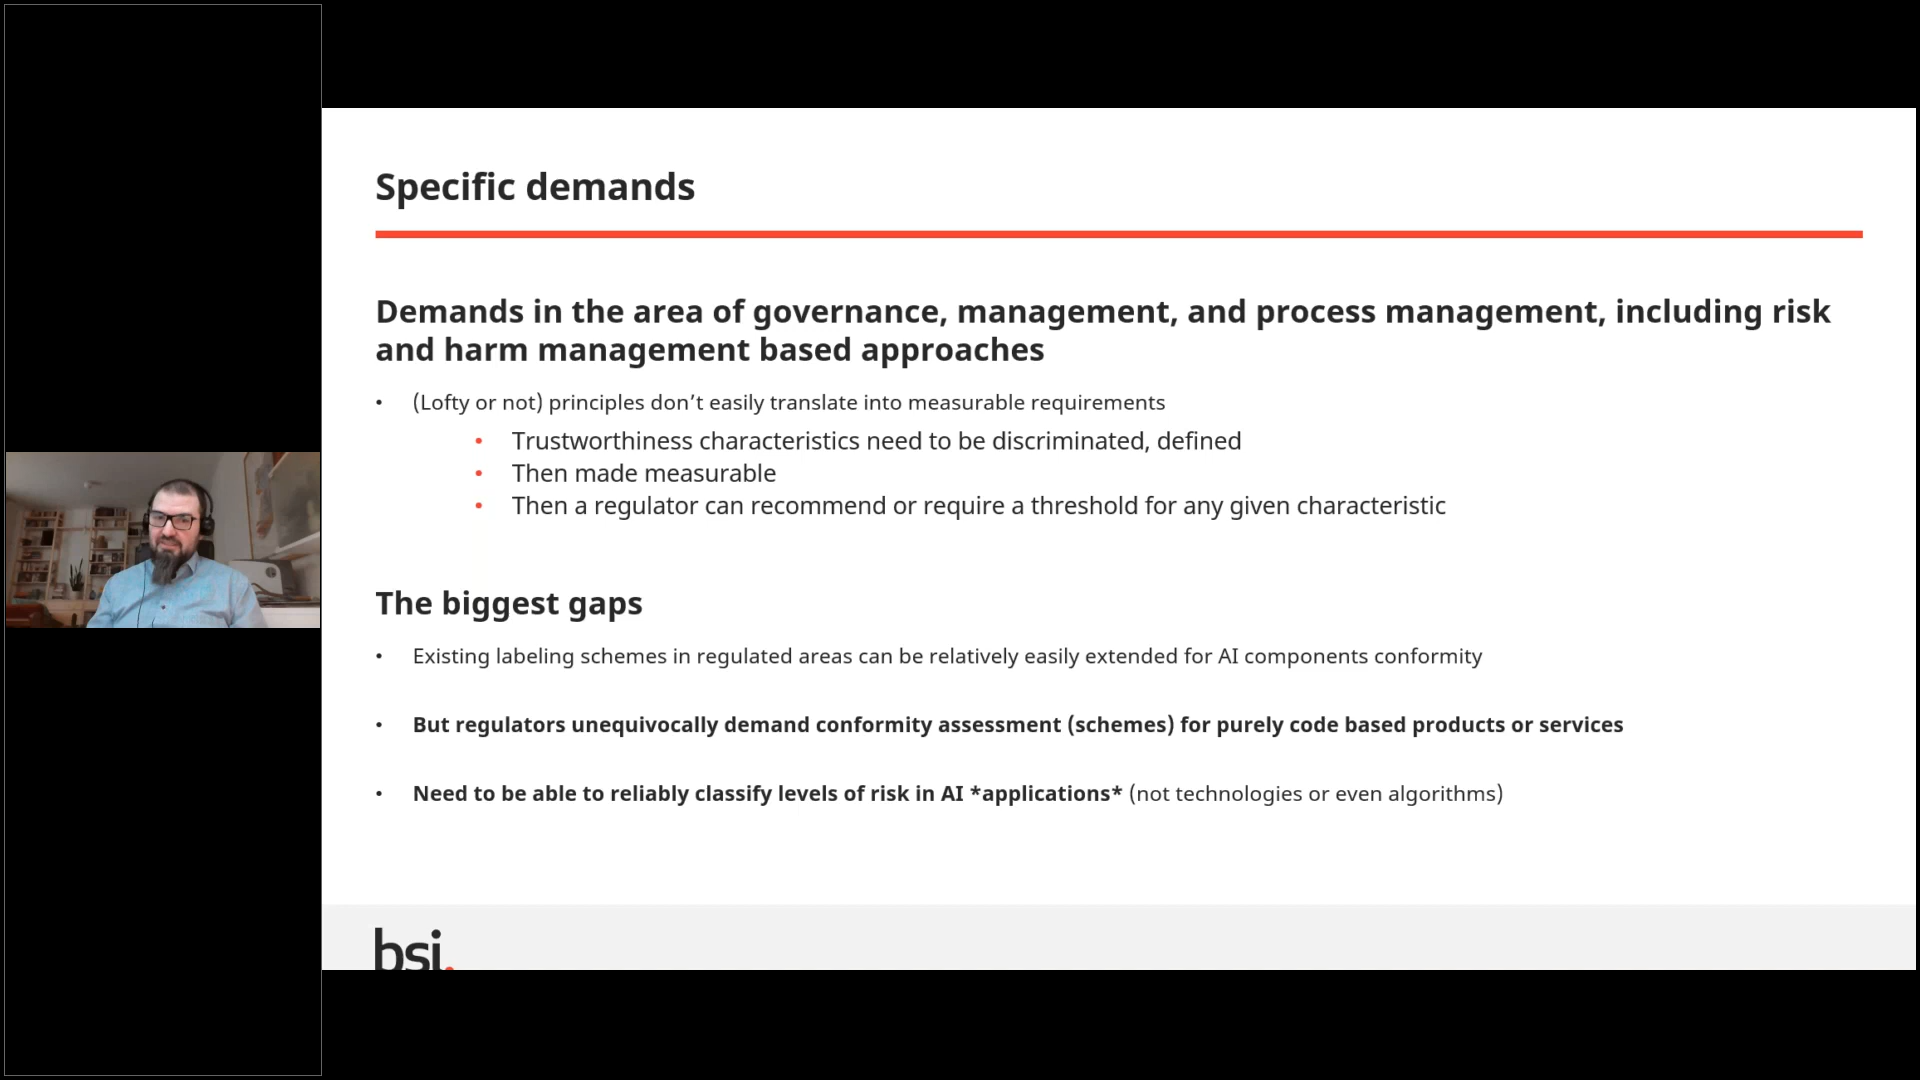 Specific demands
Demands in the area of governance, management, and process management, including risk
and harm management based approaches
• (Lofty or not) principles don’t easily translate into measurable requirements
• Trustworthiness characteristics need to be discriminated, defined
• Then made measurable
• Then a regulator can recommend or require a threshold for any given characteristic
The biggest gaps
• Existing labeling schemes in regulated areas can be relatively easily extended for AI components conformity
• But regulators unequivocally demand conformity assessment (schemes) for purely code based products or services
• Need to be able to reliably classify levels of risk in AI *applications* (not technologies or even algorithms)
bsi.